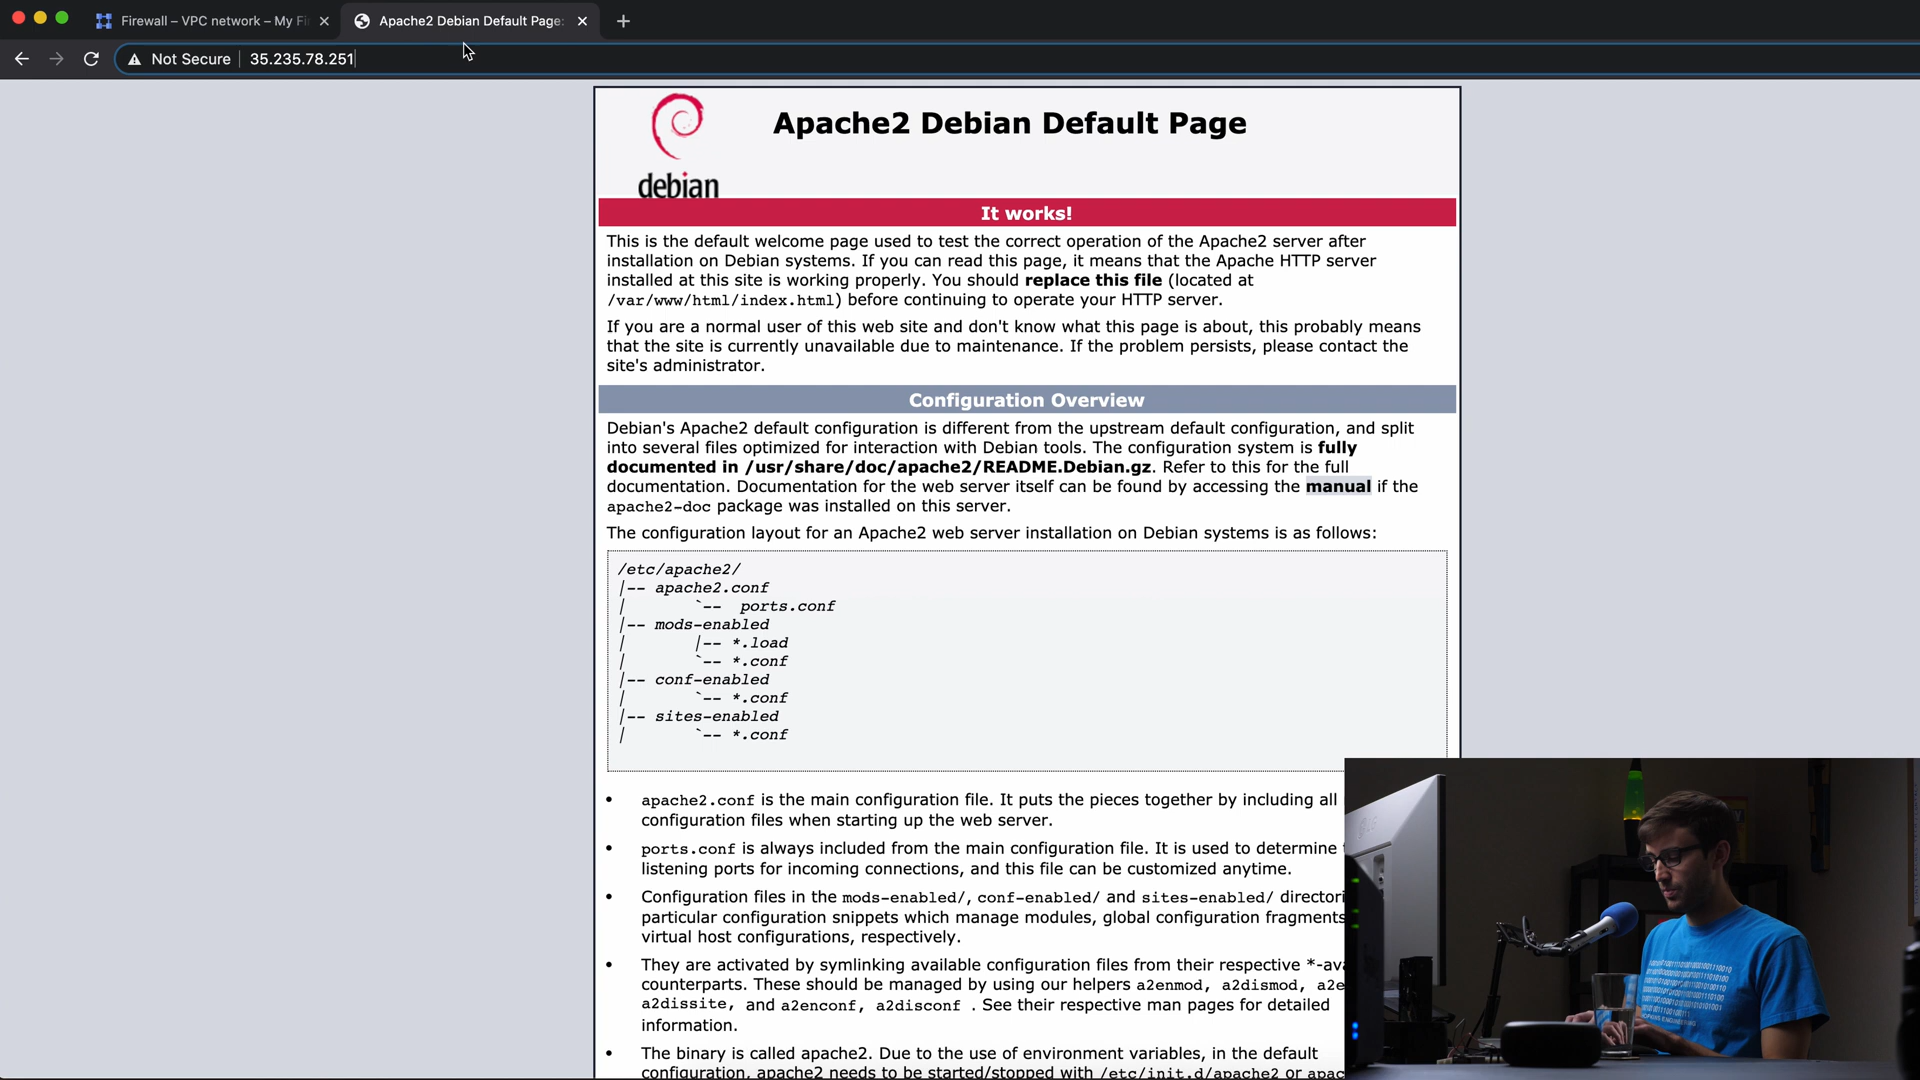 Firewall – VPC network – My Fi
Apache2 Debian Default Page:
Not Secure
35.235.78.251
debian
Apache2 Debian Default Page
It works!
This is the default welcome page used to test the correct operation of the Apache2 server after
installation on Debian systems. If you can read this page, it means that the Apache HTTP server
installed at this site is working properly. You should replace this file (located at
/var/www/html/index.html) before continuing to operate your HTTP server.
If you are a normal user of this web site and don't know what this page is about, this probably means
that the site is currently unavailable due to maintenance. If the problem persists, please contact the
site's administrator.
Configuration Overview
Debian's Apache2 default configuration is different from the upstream default configuration, and split
into several files optimized for interaction with Debian tools. The configuration system is fully
documented in /usr/share/doc/apache2/README.Debian.gz. Refer to this for the full
documentation. Documentation for the web server itself can be found by accessing the manual if the
apache2-doc package was installed on this server.
The configuration layout for an Apache2 web server installation on Debian systems is as follows:
/etc/apache2/
|-- apache2.conf
|       `--  ports.conf
|-- mods-enabled
|       |-- *.load
|       `-- *.conf
|-- conf-enabled
|       `-- *.conf
|-- sites-enabled
|       `-- *.conf
• apache2.conf is the main configuration file. It puts the pieces together by including all
configuration files when starting up the web server.
• ports.conf is always included from the main configuration file. It is used to determine
listening ports for incoming connections, and this file can be customized anytime.
• Configuration files in the mods-enabled/, conf-enabled/ and sites-enabled/ directori
particular configuration snippets which manage modules, global configuration fragments
virtual host configurations, respectively.
• They are activated by symlinking available configuration files from their respective *-ava
counterparts. These should be managed by using our helpers a2enmod, a2dismod, a2e
a2dissite, and a2enconf, a2disconf . See their respective man pages for detailed
information.
• The binary is called apache2. Due to the use of environment variables, in the default
configuration, apache2 needs to be started/stopped with /etc/init.d/apache2 or apac